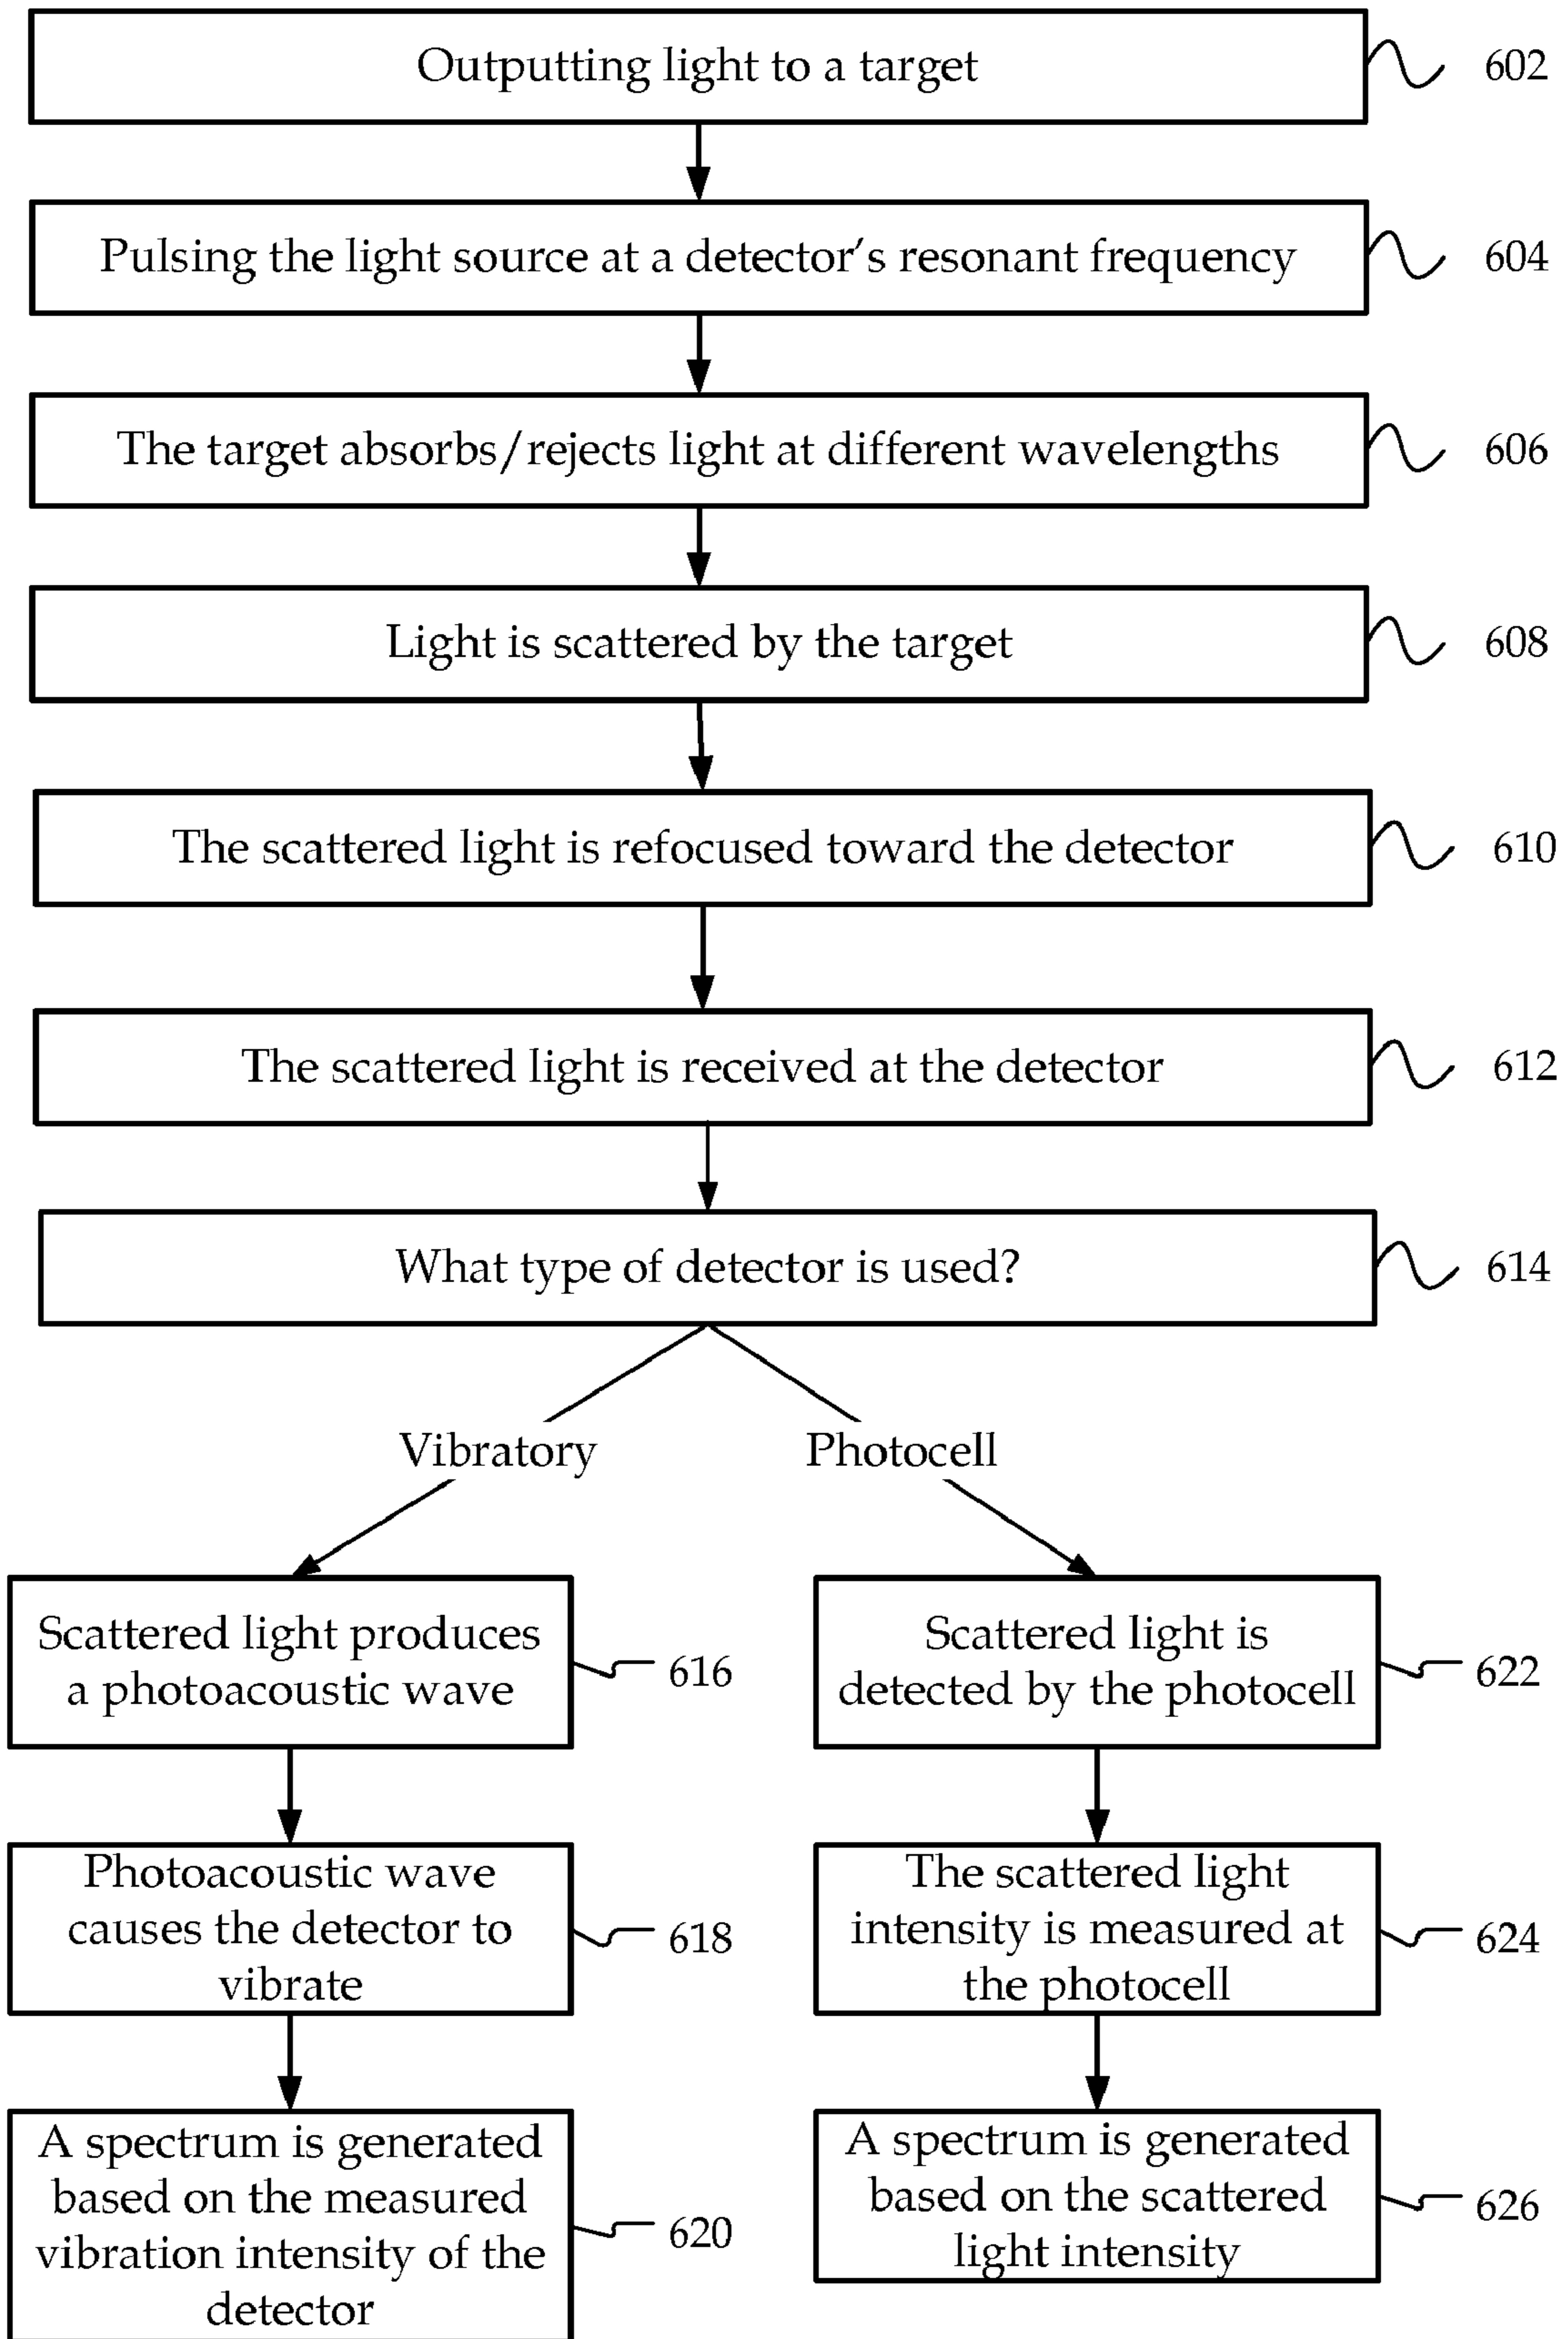 Outputting light to a target
602
Pulsing the light source at a detector's resonant frequency
604
The target absorbs/rejects light at different wavelengths
606
Light is scattered by the target
608
The scattered light is refocused toward the detector
610
The scattered light is received at the detector
612
What type of detector is used?
614
Vibratory
Photocell
Scattered light produces
a photoacoustic wave
616
Scattered light is
detected by the photocell
622
Photoacoustic wave
causes the detector to
vibrate
618
The scattered light
intensity is measured at
the photocell
624
A spectrum is generated
based on the measured
vibration intensity of the
detector
620
A spectrum is generated
based on the scattered
light intensity
626